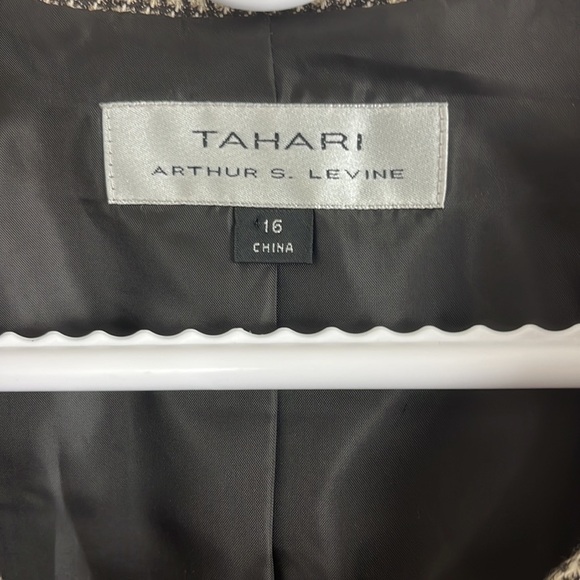 TAHARI
ARTHUR S. LEVINE
16
CHINA